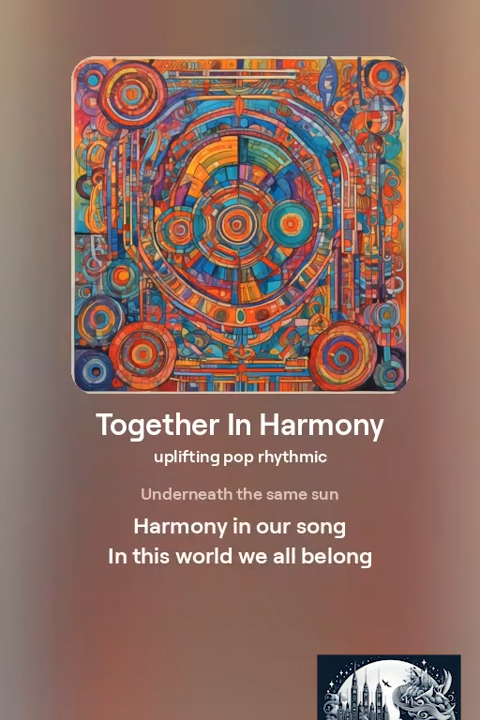 Together In Harmony
uplifting pop rhythmic
Underneath the same sun
Harmony in our song
In this world we all belong